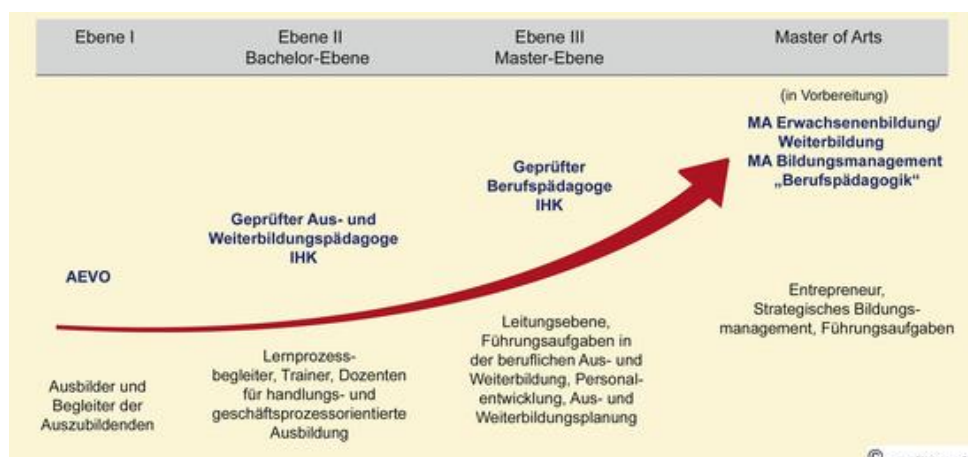 Ebene I
Ebene II
Bachelor-Ebene
Ebene III
Master-Ebene
Master of Arts
(in Vorbereitung)
MA Erwachsenenbildung/
Weiterbildung
MA Bildungsmanagement
„Berufspädagogik“
Geprüfter
Berufspädagoge
IHK
Geprüfter Aus- und
Weiterbildungspädagoge
IHK
AEVO
Ausbilder und
Begleiter der
Auszubildenden
Lernprozess-
begleiter, Trainer, Dozenten
für handlungs- und
geschäftsprozessorientierte
Ausbildung
Leitungsebene,
Führungsaufgaben in
der beruflichen Aus- und
Weiterbildung, Personal-
entwicklung, Aus- und
Weiterbildungsplanung
Entrepreneur,
Strategisches Bildungs-
management, Führungsaufgaben
©